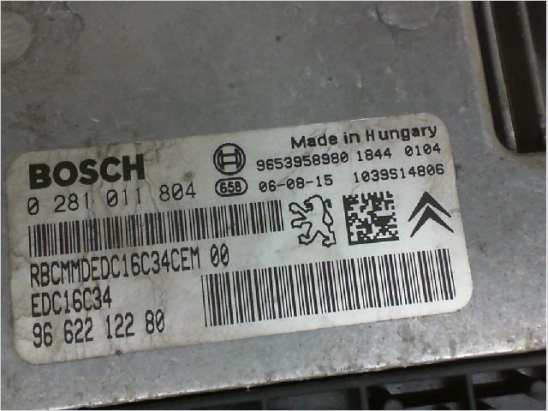 Made in Hungary
BOSCH
9653958980 1844 0104
0 281 011 804
658 06-08-15 1039S14806
RBCMMDEDC16C34CEM 00
EDC16C34
96 622 122 80